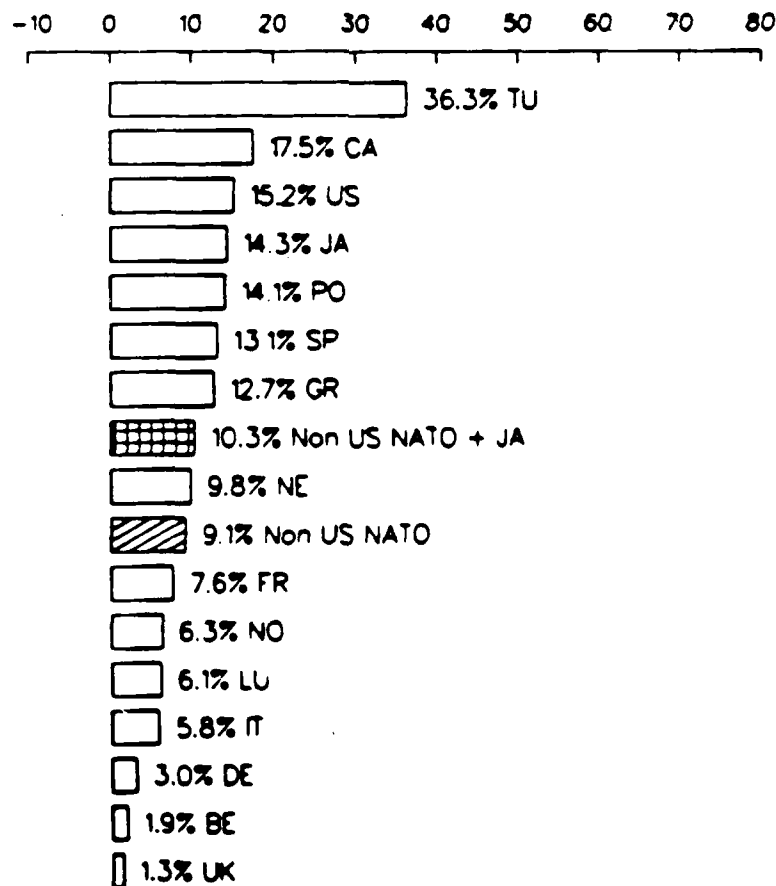 -10 0 10 20 30 40 50 60 70 80
36.3% TU
17.5% CA
15.2% US
14.3% JA
14.1% PO
13 1% SP
12.7% GR
10.3% Non US NATO + JA
9.8% NE
9.1% Non US NATO
7.6% FR
6.3% NO
6.1% LU
5.8% IT
3.0% DE
1.9% BE
1.3% UK